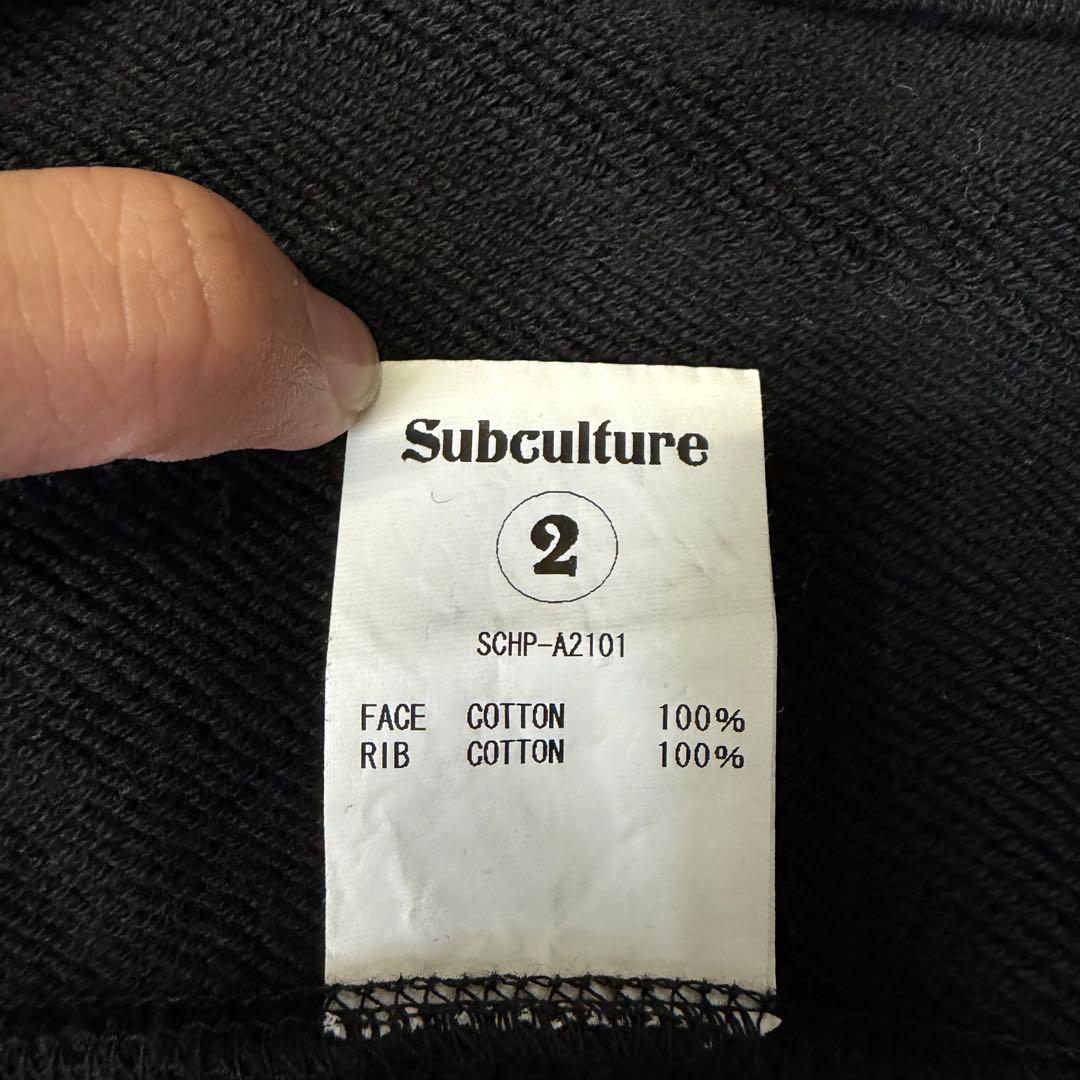 Subculture
2
SCHP-A2101
FACE COTTON 100%
RIB COTTON 100%